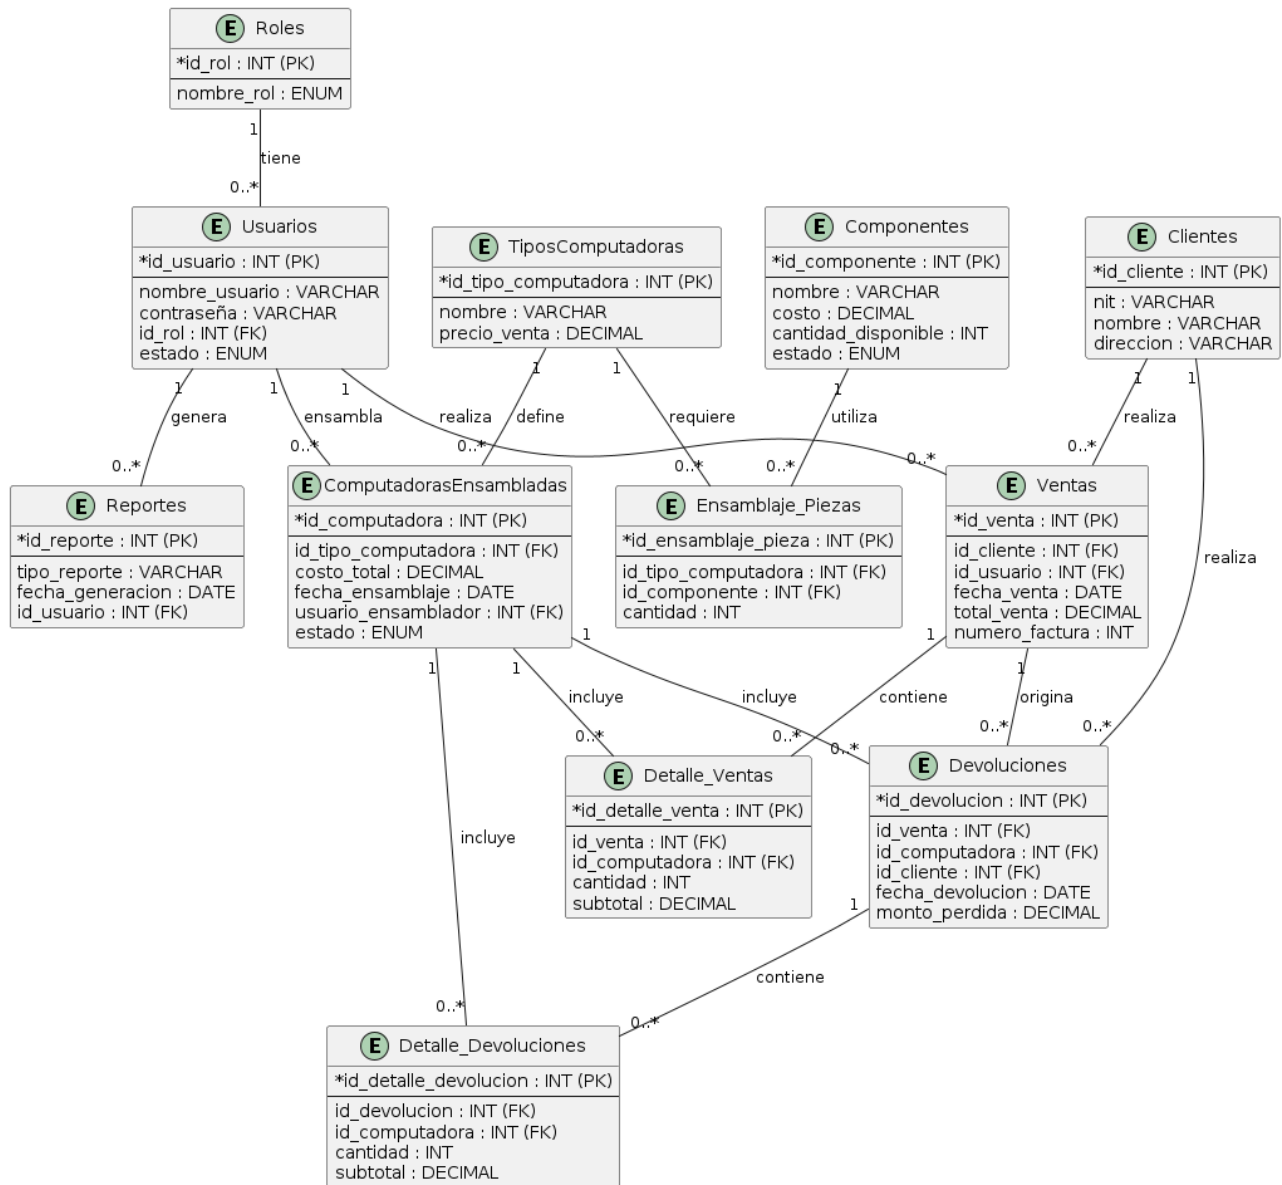 E Roles
*id_rol : INT (PK)
nombre_rol : ENUM
1
tiene
0..*
E Usuarios
*id_usuario : INT (PK)
nombre_usuario : VARCHAR
contraseña : VARCHAR
id_rol : INT (FK)
estado : ENUM
E TiposComputadoras
*id_tipo_computadora : INT (PK)
nombre : VARCHAR
precio_venta : DECIMAL
E Componentes
*id_componente : INT (PK)
nombre : VARCHAR
costo : DECIMAL
cantidad_disponible : INT
estado : ENUM
E Clientes
*id_cliente : INT (PK)
nit : VARCHAR
nombre : VARCHAR
direccion : VARCHAR
1
genera
0..*
1
ensambla
0..*
1
realiza
0..*
1
define
0..*
1
requiere
0..*
1
utiliza
0..*
1
realiza
0..*
1
realiza
0..*
E Reportes
*id_reporte : INT (PK)
tipo_reporte : VARCHAR
fecha_generacion : DATE
id_usuario : INT (FK)
E ComputadorasEnsambladas
*id_computadora : INT (PK)
id_tipo_computadora : INT (FK)
costo_total : DECIMAL
fecha_ensamblaje : DATE
usuario_ensamblador : INT (FK)
estado : ENUM
E Ensamblaje_Piezas
*id_ensamblaje_pieza : INT (PK)
id_tipo_computadora : INT (FK)
id_componente : INT (FK)
cantidad : INT
E Ventas
*id_venta : INT (PK)
id_cliente : INT (FK)
id_usuario : INT (FK)
fecha_venta : DATE
total_venta : DECIMAL
numero_factura : INT
1
incluye
0..*
1
incluye
0..*
1
incluye
0..*
1
contiene
0..*
1
origina
0..*
E Detalle_Ventas
*id_detalle_venta : INT (PK)
id_venta : INT (FK)
id_computadora : INT (FK)
cantidad : INT
subtotal : DECIMAL
E Devoluciones
*id_devolucion : INT (PK)
id_venta : INT (FK)
id_computadora : INT (FK)
id_cliente : INT (FK)
fecha_devolucion : DATE
monto_perdida : DECIMAL
1
contiene
0..*
E Detalle_Devoluciones
*id_detalle_devolucion : INT (PK)
id_devolucion : INT (FK)
id_computadora : INT (FK)
cantidad : INT
subtotal : DECIMAL